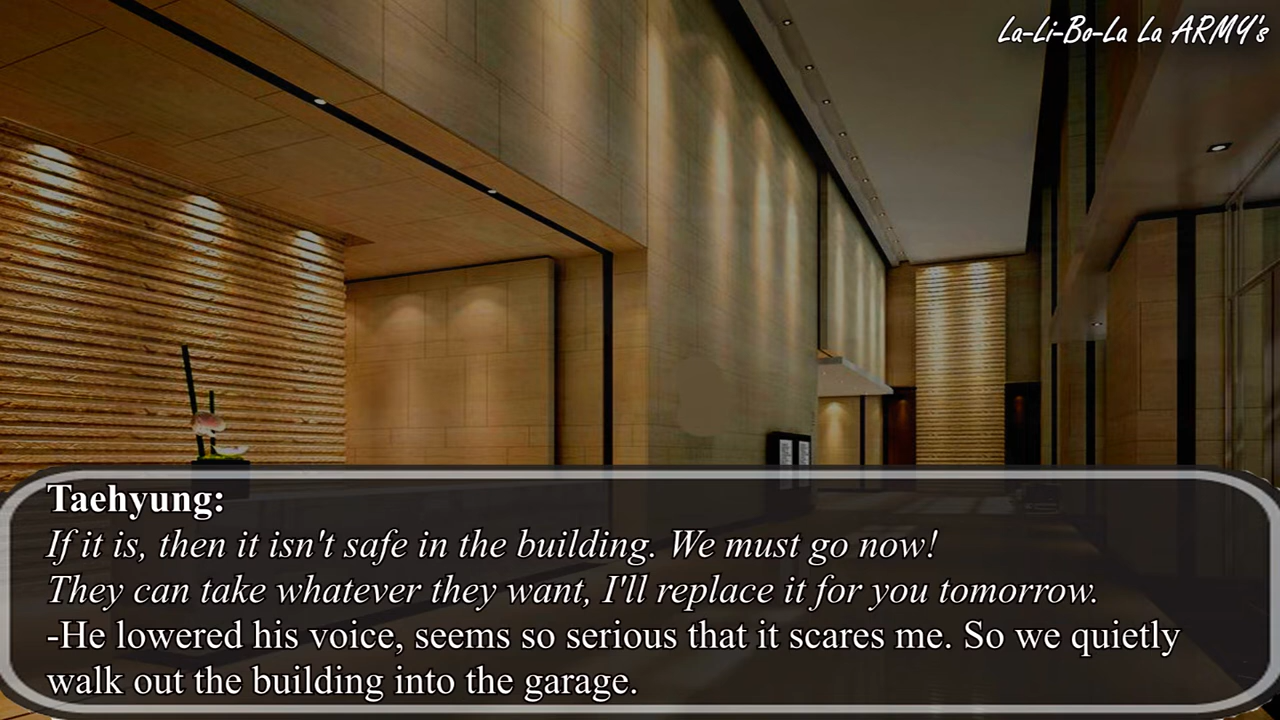 La-Li-Bo-La La ARMY's
Taehyung:
If it is, then it isn't safe in the building. We must go now!
They can take whatever they want, I'll replace it for you tomorrow.
-He lowered his voice, seems so serious that it scares me. So we quietly
walk out the building into the garage.